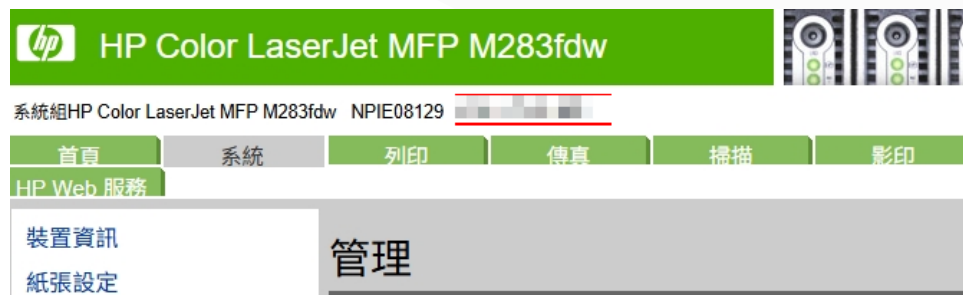 hp HP Color LaserJet MFP M283fdw
系統組HP Color LaserJet MFP M283fdw NPIE08129
首頁 系統 列印 傳真 掃描 影印
HP Web 服務
裝置資訊
管理
紙張設定